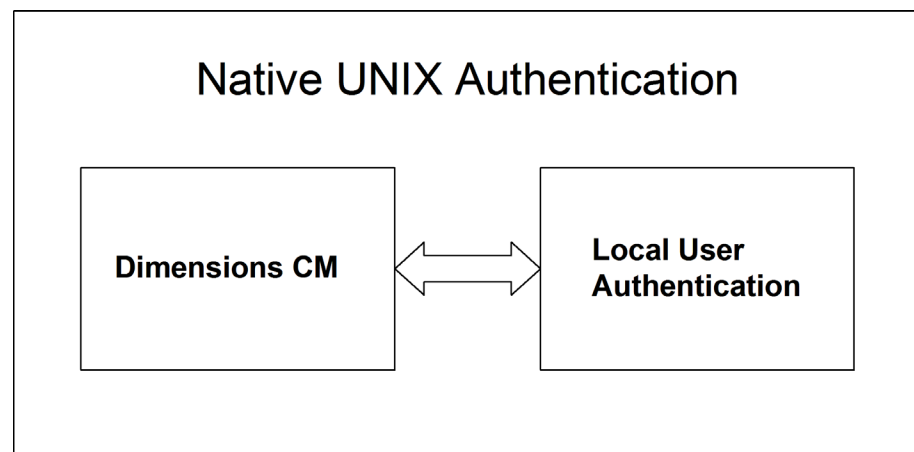 Native UNIX Authentication
Dimensions CM
Local User
Authentication